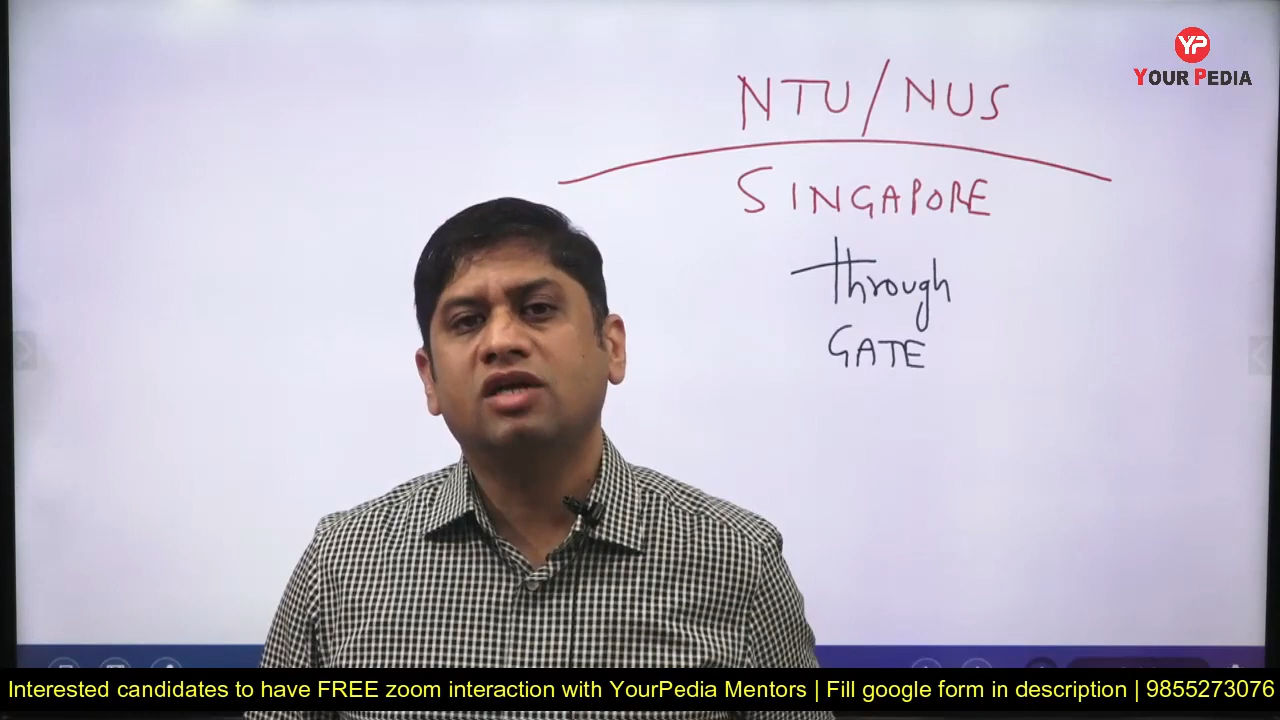 YP
YOUR PEDIA
NTU/NUS
SINGAPORE
through
GATE
Interested candidates to have FREE zoom interaction with YourPedia Mentors | Fill google form in description | 9855273076